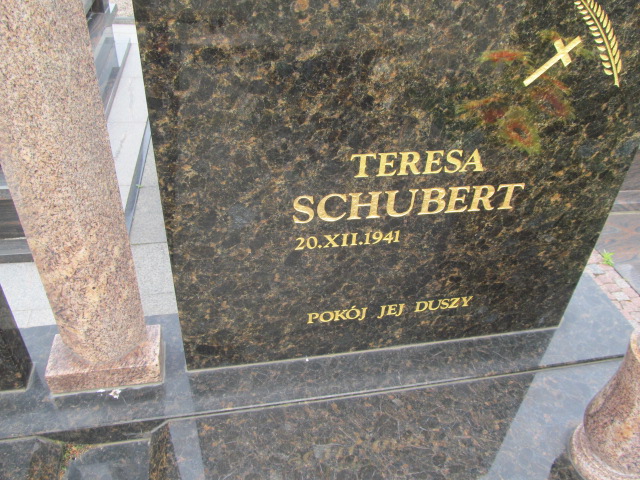 TERESA
SCHUBERT
20.XII.1941
POKÓJ JEJ DUSZY